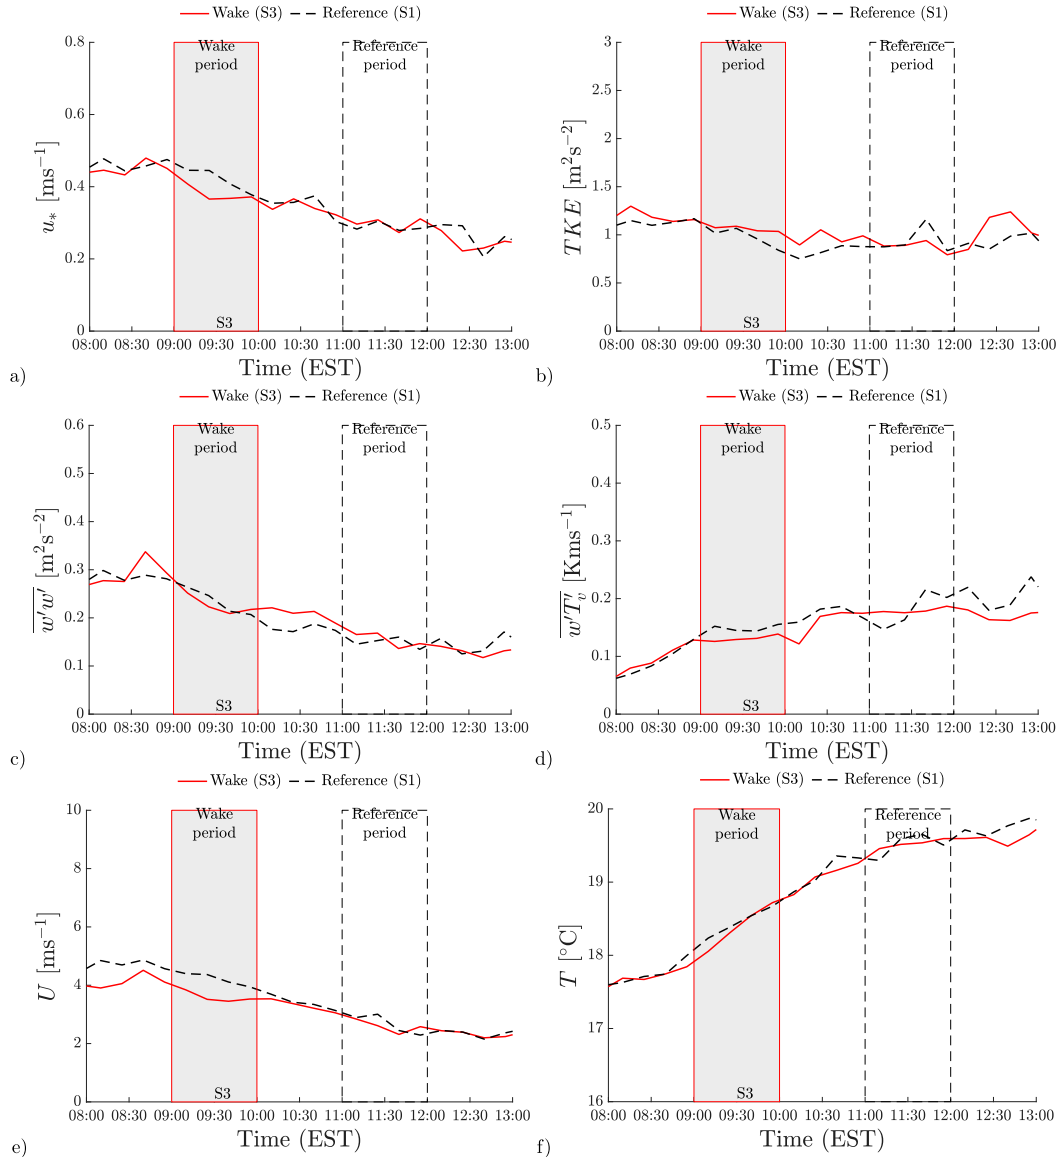 Wake (S3) Reference (S1)
0.8
0.6
0.4
0.2
0
u* [ms⁻¹]
Wake
period
Reference
period
S3
08:00 08:30 09:00 09:30 10:00 10:30 11:00 11:30 12:00 12:30 13:00
Time (EST)
a)
Wake (S3) Reference (S1)
3
2.5
2
1.5
1
0.5
0
TKE [m²s⁻²]
Wake
period
Reference
period
S3
08:00 08:30 09:00 09:30 10:00 10:30 11:00 11:30 12:00 12:30 13:00
Time (EST)
b)
Wake (S3) Reference (S1)
0.6
0.5
0.4
0.3
0.2
0.1
0
w'w' [m²s⁻²]
Wake
period
Reference
period
S3
08:00 08:30 09:00 09:30 10:00 10:30 11:00 11:30 12:00 12:30 13:00
Time (EST)
c)
Wake (S3) Reference (S1)
0.5
0.4
0.3
0.2
0.1
0
w'T'ᵥ [Kms⁻¹]
Wake
period
Reference
period
S3
08:00 08:30 09:00 09:30 10:00 10:30 11:00 11:30 12:00 12:30 13:00
Time (EST)
d)
Wake (S3) Reference (S1)
10
8
6
4
2
0
U [ms⁻¹]
Wake
period
Reference
period
S3
08:00 08:30 09:00 09:30 10:00 10:30 11:00 11:30 12:00 12:30 13:00
Time (EST)
e)
Wake (S3) Reference (S1)
20
19
18
17
16
T [°C]
Wake
period
Reference
period
S3
08:00 08:30 09:00 09:30 10:00 10:30 11:00 11:30 12:00 12:30 13:00
Time (EST)
f)